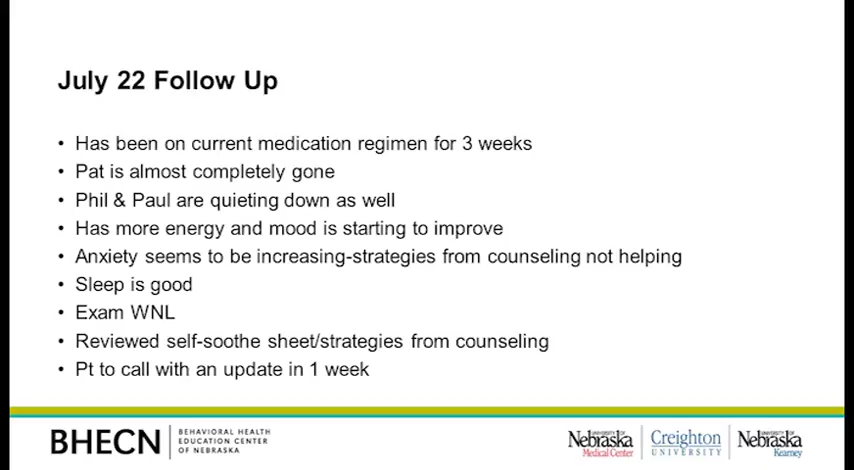 July 22 Follow Up
• Has been on current medication regimen for 3 weeks
• Pat is almost completely gone
• Phil & Paul are quieting down as well
• Has more energy and mood is starting to improve
• Anxiety seems to be increasing-strategies from counseling not helping
• Sleep is good
• Exam WNL
• Reviewed self-soothe sheet/strategies from counseling
• Pt to call with an update in 1 week
BHECN
BEHAVIORAL HEALTH
EDUCATION CENTER
OF NEBRASKA
UNIVERSITY OF
Nebraska
Medical Center
Creighton
UNIVERSITY
UNIVERSITY OF
Nebraska
Kearney